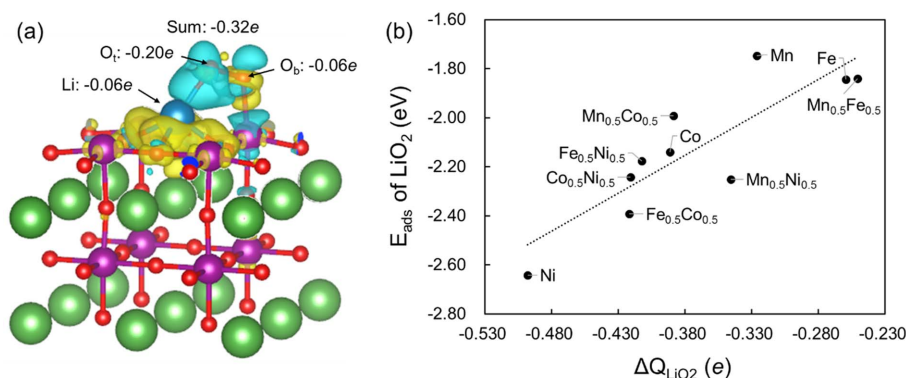 (a)
Sum: -0.32e
Oₜ: -0.20e
O_b: -0.06e
Li: -0.06e
(b)
E_ads of LiO₂ (eV)
-1.60
-1.80
-2.00
-2.20
-2.40
-2.60
-2.80
Mn
Fe
Mn₀.₅Fe₀.₅
Mn₀.₅Co₀.₅
Co
Fe₀.₅Ni₀.₅
Co₀.₅Ni₀.₅
Mn₀.₅Ni₀.₅
Fe₀.₅Co₀.₅
Ni
-0.530 -0.480 -0.430 -0.380 -0.330 -0.280 -0.230
ΔQ_LiO2 (e)